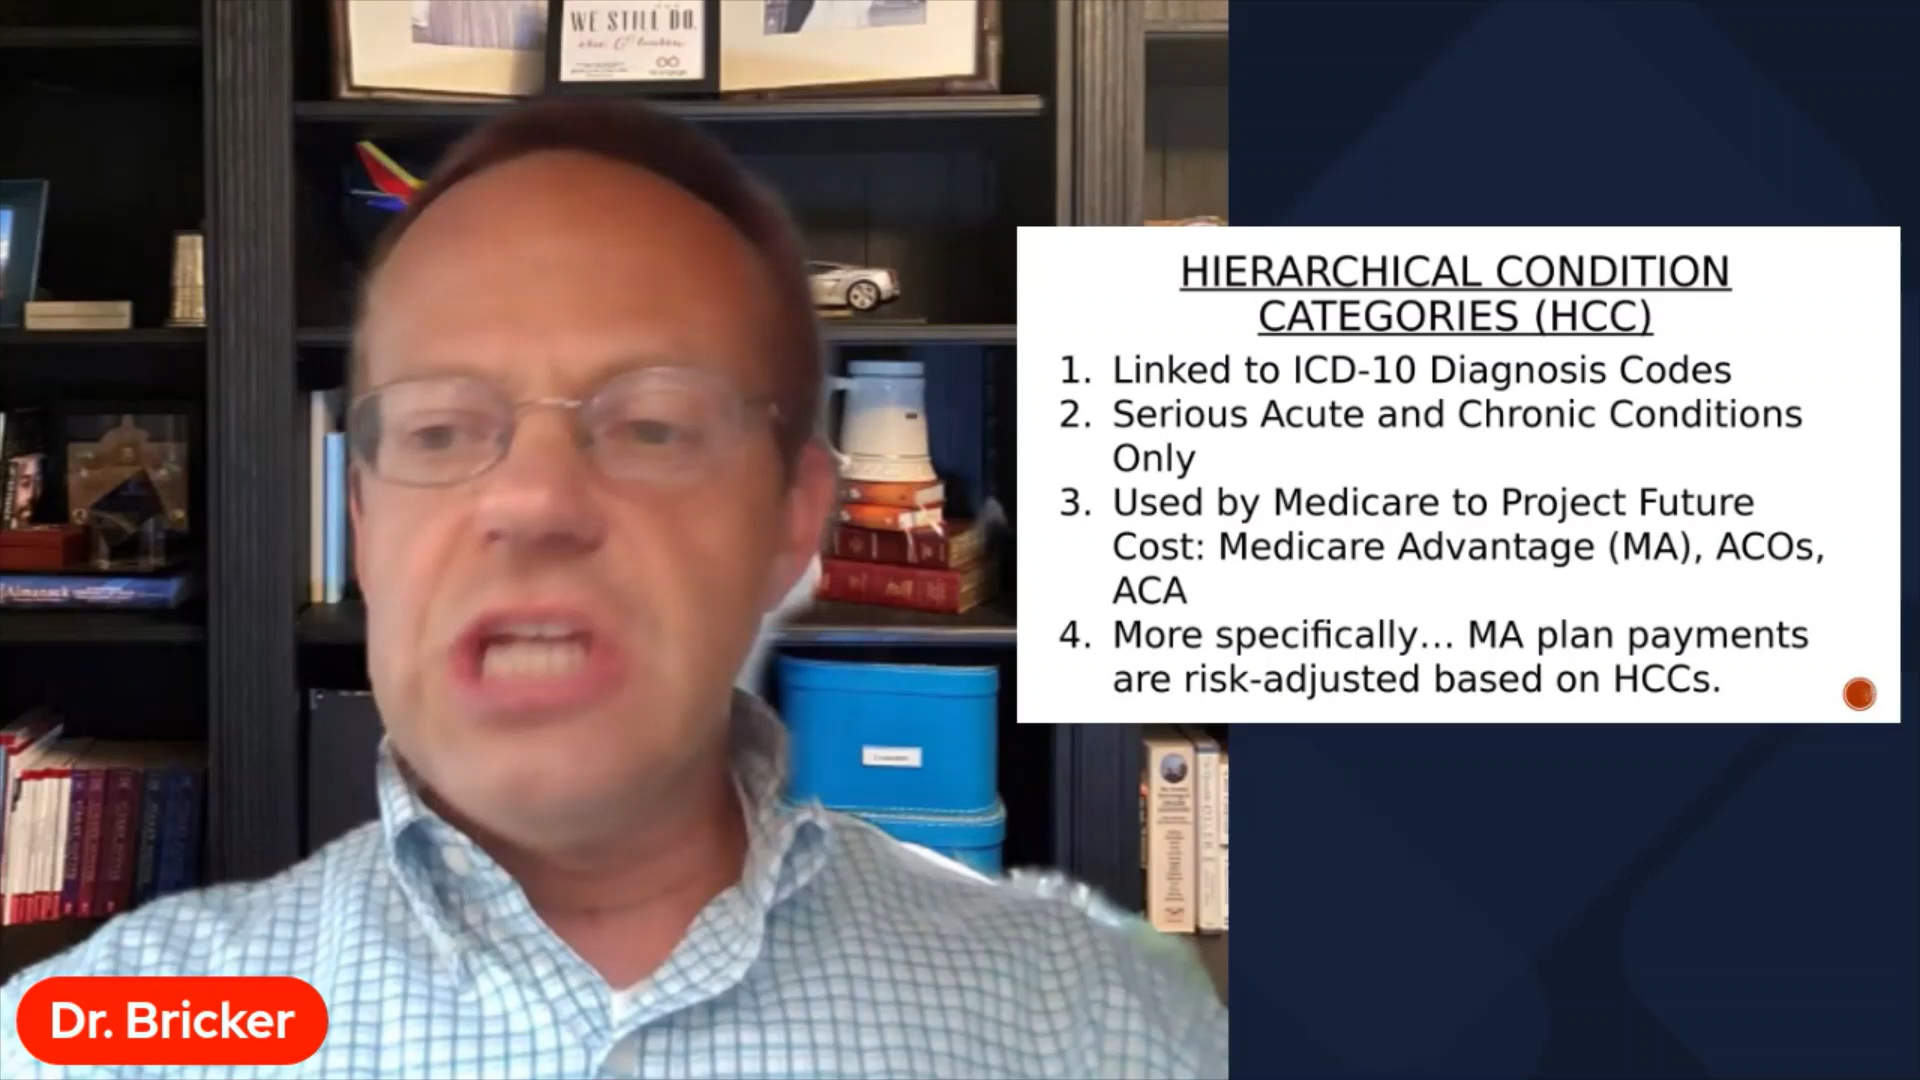 WE STILL DO.
HIERARCHICAL CONDITION
CATEGORIES (HCC)
1. Linked to ICD-10 Diagnosis Codes
2. Serious Acute and Chronic Conditions
Only
3. Used by Medicare to Project Future
Cost: Medicare Advantage (MA), ACOs,
ACA
4. More specifically... MA plan payments
are risk-adjusted based on HCCs.
Almanack
Dr. Bricker